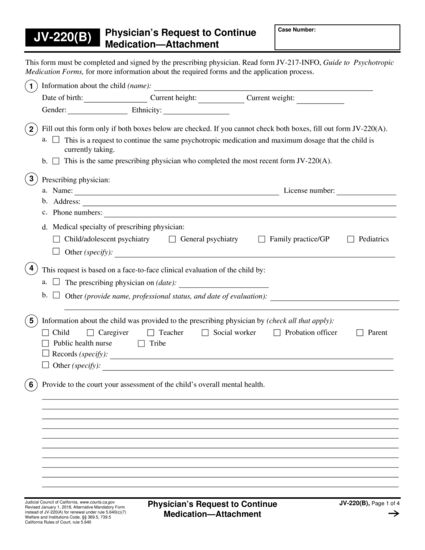 JV-220(B)
Physician's Request to Continue
Medication—Attachment
Case Number:
This form must be completed and signed by the prescribing physician. Read form JV-217-INFO, Guide to Psychotropic
Medication Forms, for more information about the required forms and the application process.
1 Information about the child (name):
Date of birth: Current height: Current weight:
Gender: Ethnicity:
2 Fill out this form only if both boxes below are checked. If you cannot check both boxes, fill out form JV-220(A).
a. This is a request to continue the same psychotropic medication and maximum dosage that the child is
currently taking.
b. This is the same prescribing physician who completed the most recent form JV-220(A).
3 Prescribing physician:
a. Name: License number:
b. Address:
c. Phone numbers:
d. Medical specialty of prescribing physician:
Child/adolescent psychiatry General psychiatry Family practice/GP Pediatrics
Other (specify):
4 This request is based on a face-to-face clinical evaluation of the child by:
a. The prescribing physician on (date):
b. Other (provide name, professional status, and date of evaluation):
5 Information about the child was provided to the prescribing physician by (check all that apply):
Child Caregiver Teacher Social worker Probation officer Parent
Public health nurse Tribe
Records (specify):
Other (specify):
6 Provide to the court your assessment of the child's overall mental health.
Judicial Council of California, www.courts.ca.gov
Revised January 1, 2018, Alternative Mandatory Form
instead of JV-220(A) for renewal under rule 5.640(c)(7)
Welfare and Institutions Code, §§ 369.5, 739.5
California Rules of Court, rule 5.640
Physician's Request to Continue
Medication—Attachment
JV-220(B), Page 1 of 4